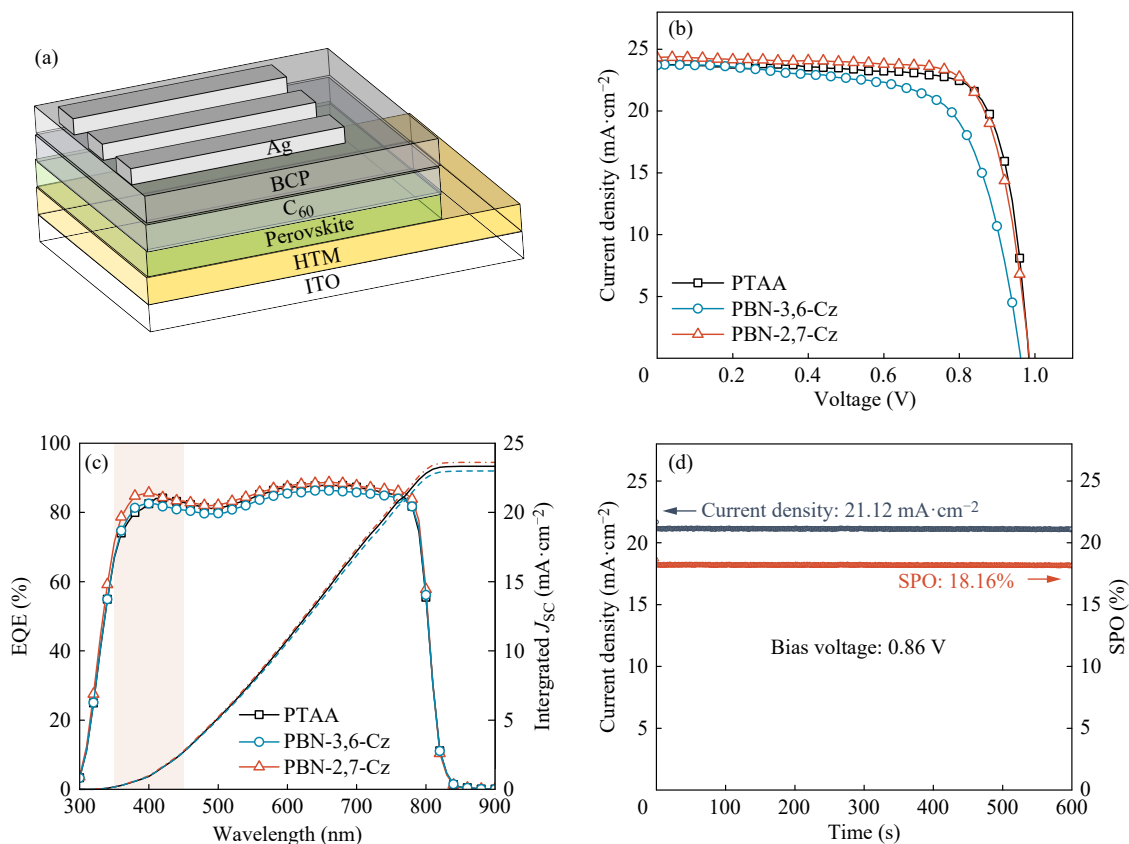 (a)
Ag
BCP
C₆₀
Perovskite
HTM
ITO
(b)
25
20
15
10
5
0
0.2
0.4
0.6
0.8
1.0
Current density (mA·cm⁻²)
Voltage (V)
PTAA
PBN-3,6-Cz
PBN-2,7-Cz
(c)
100
80
60
40
20
0
EQE (%)
25
20
15
10
5
0
Intergrated J_SC (mA·cm⁻²)
300
400
500
600
700
800
900
Wavelength (nm)
PTAA
PBN-3,6-Cz
PBN-2,7-Cz
(d)
25
20
15
10
5
Current density (mA·cm⁻²)
Current density: 21.12 mA·cm⁻²
SPO: 18.16%
Bias voltage: 0.86 V
25
20
15
10
5
0
SPO (%)
0
100
200
300
400
500
600
Time (s)